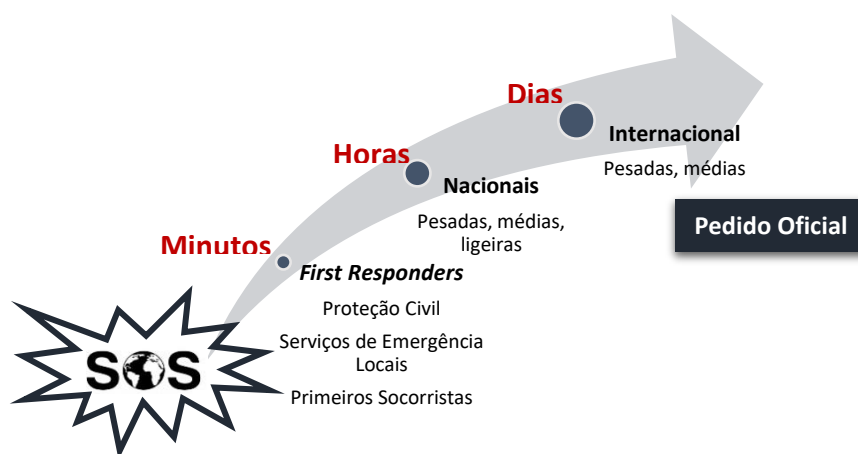 Dias
Internacional
Pesadas, médias
Horas
Nacionais
Pesadas, médias,
ligeiras
Pedido Oficial
Minutos
First Responders
Proteção Civil
Serviços de Emergência
Locais
Primeiros Socorristas
SOS